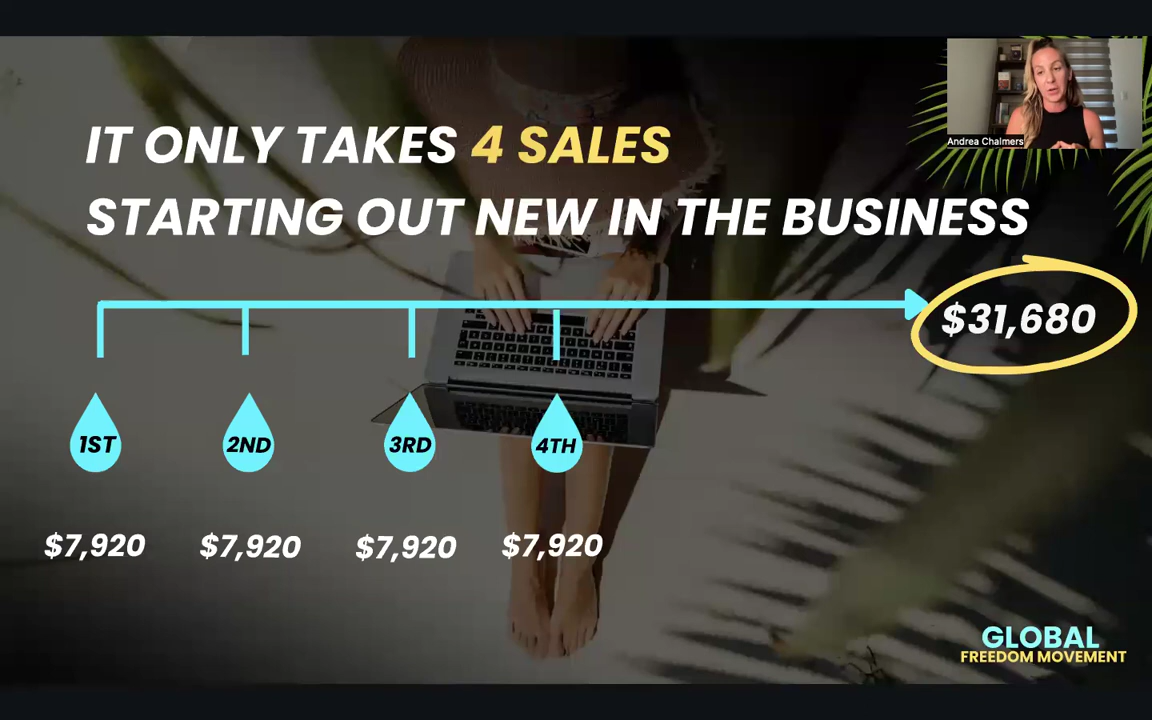 Andrea Chalmers
IT ONLY TAKES 4 SALES
STARTING OUT NEW IN THE BUSINESS
$31,680
1ST 2ND 3RD 4TH
$7,920 $7,920 $7,920 $7,920
GLOBAL
FREEDOM MOVEMENT